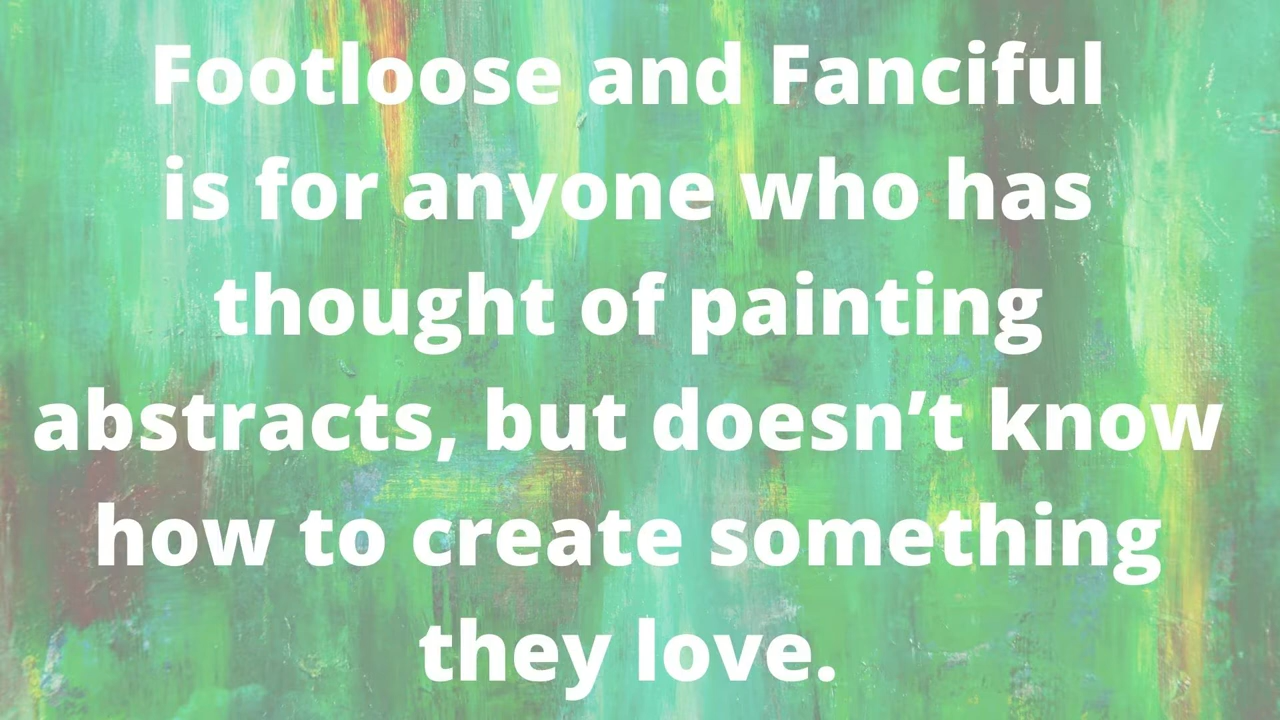 Footloose and Fanciful
is for anyone who has
thought of painting
abstracts, but doesn’t know
how to create something
they love.